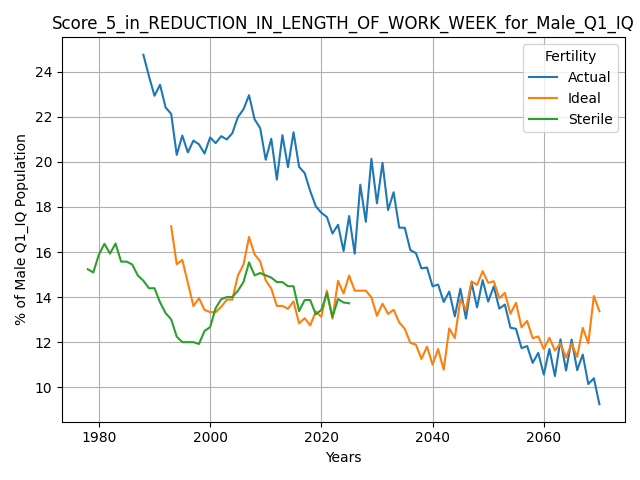 Score_5_in_REDUCTION_IN_LENGTH_OF_WORK_WEEK_for_Male_Q1_IQ
Fertility
Actual
Ideal
Sterile
% of Male Q1_IQ Population
24
22
20
18
16
14
12
10
1980
2000
2020
2040
2060
Years